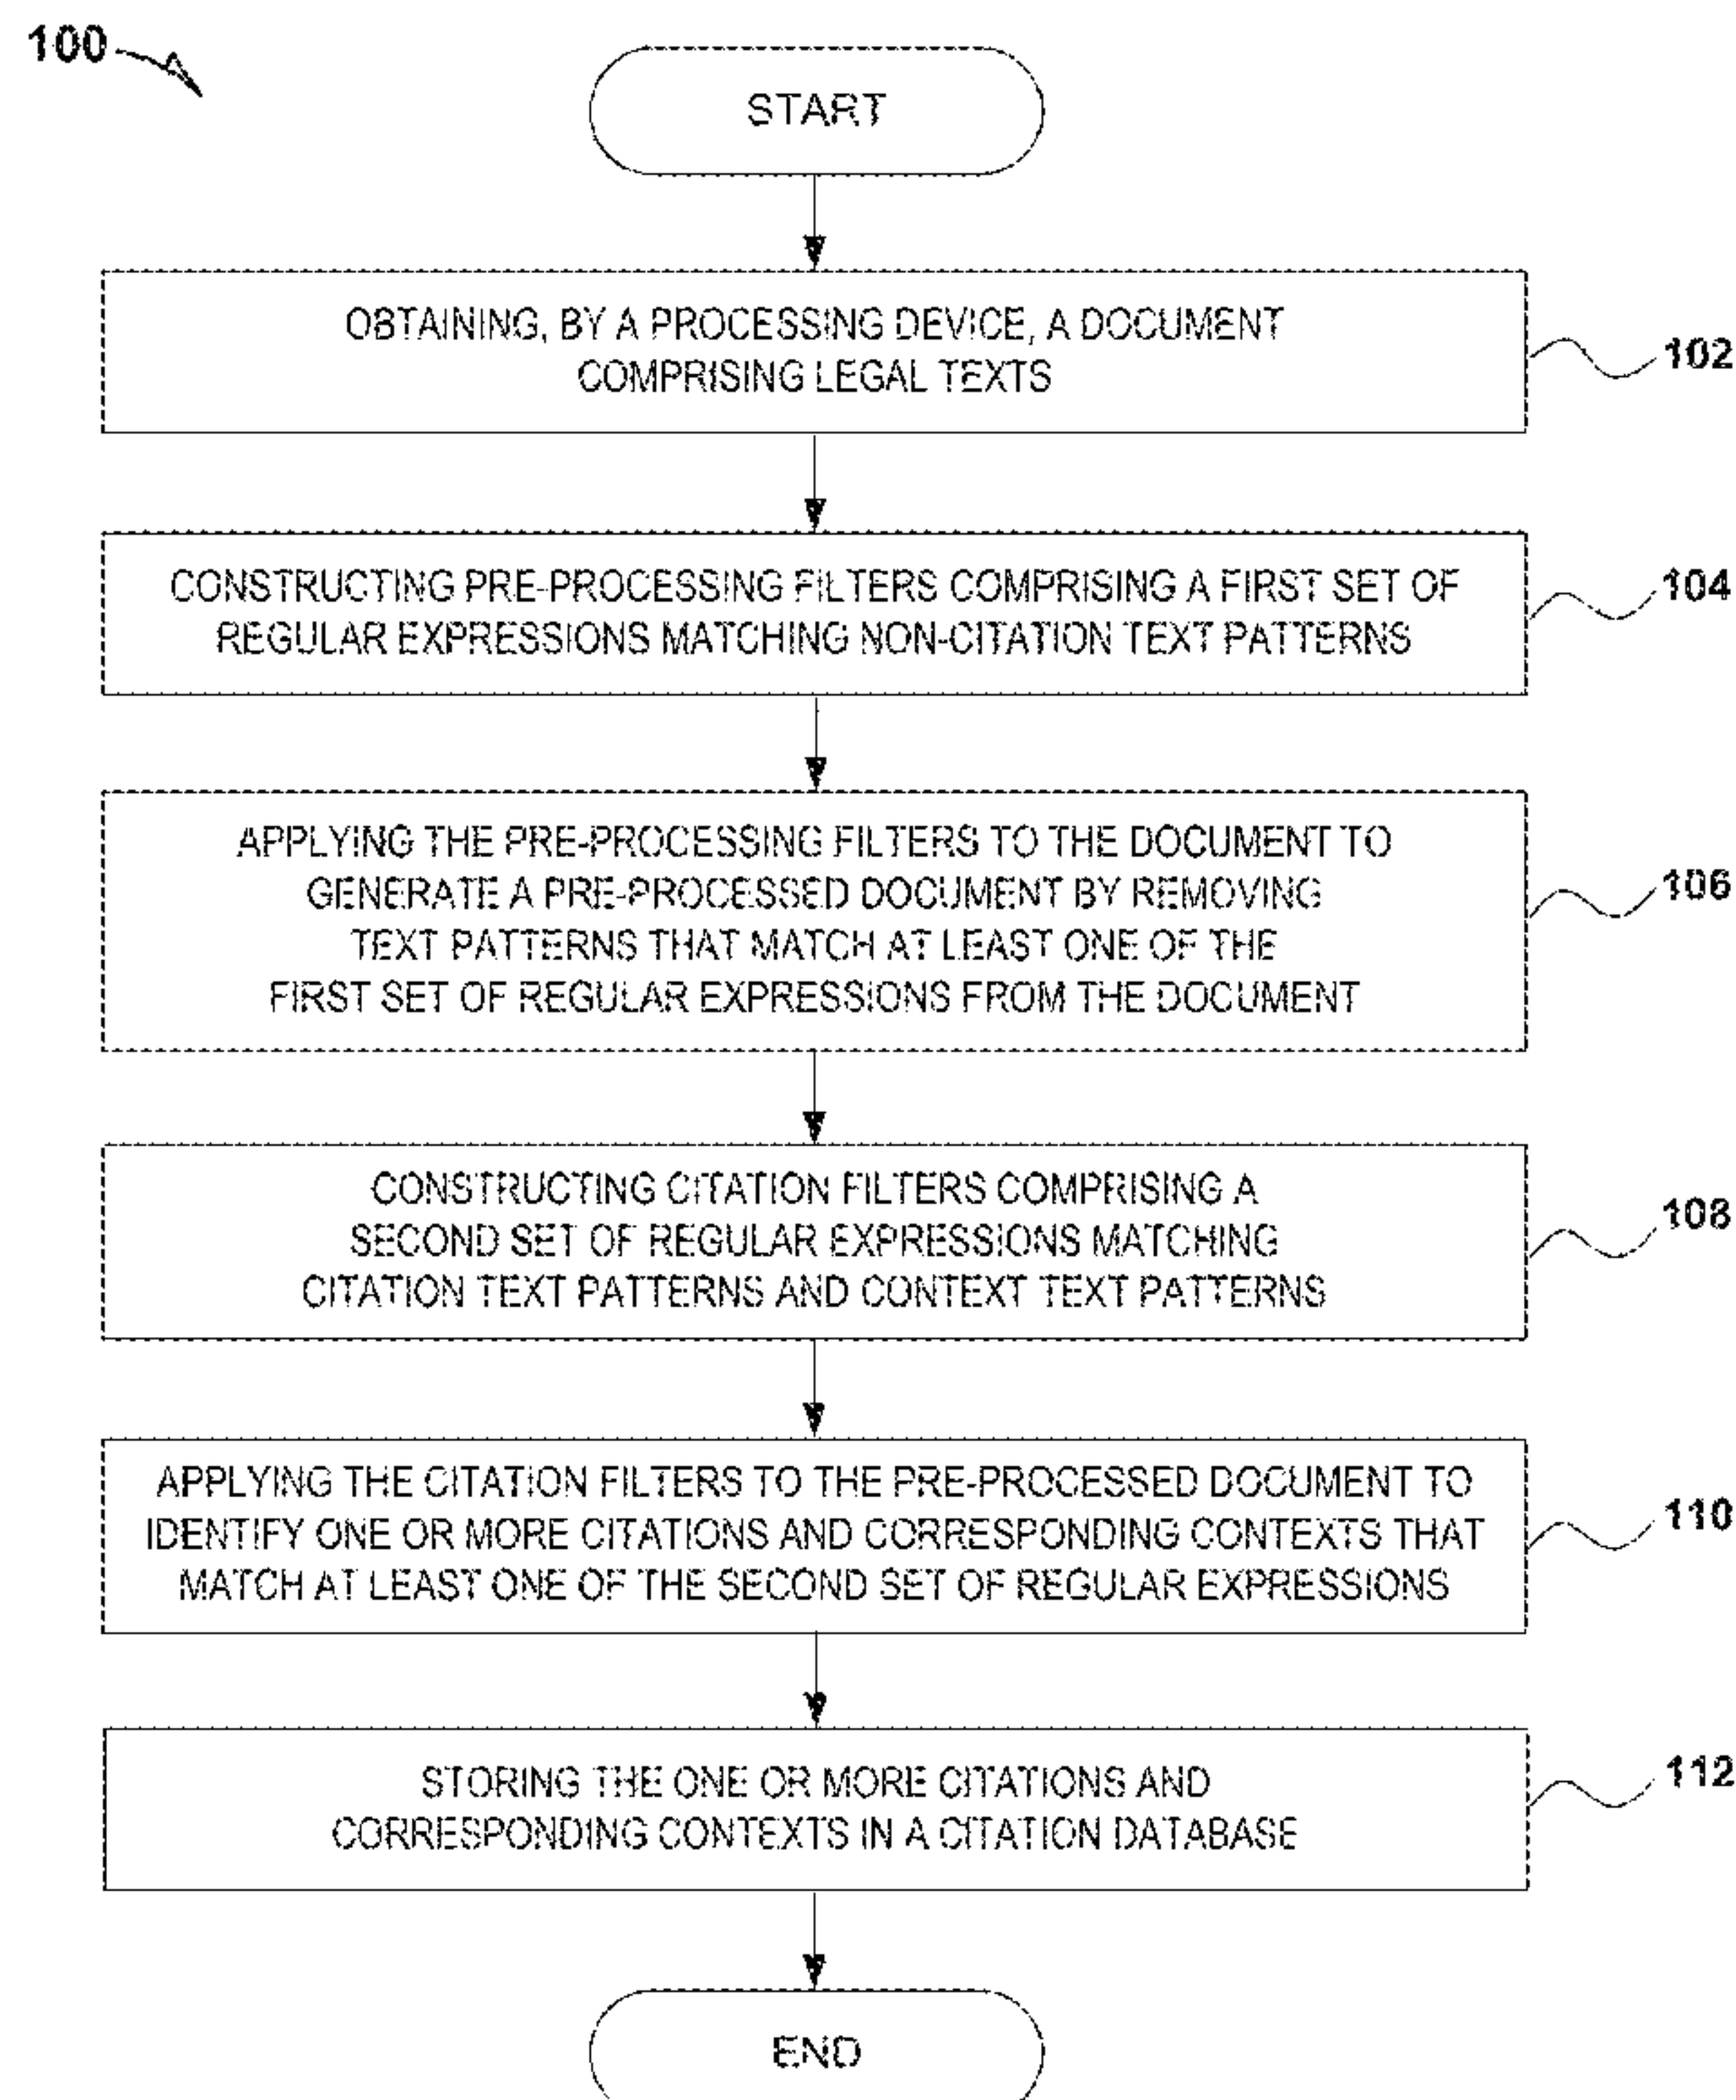 100
START
OBTAINING, BY A PROCESSING DEVICE, A DOCUMENT
COMPRISING LEGAL TEXTS
102
CONSTRUCTING PRE-PROCESSING FILTERS COMPRISING A FIRST SET OF
REGULAR EXPRESSIONS MATCHING NON-CITATION TEXT PATTERNS
104
APPLYING THE PRE-PROCESSING FILTERS TO THE DOCUMENT TO
GENERATE A PRE-PROCESSED DOCUMENT BY REMOVING
TEXT PATTERNS THAT MATCH AT LEAST ONE OF THE
FIRST SET OF REGULAR EXPRESSIONS FROM THE DOCUMENT
106
CONSTRUCTING CITATION FILTERS COMPRISING A
SECOND SET OF REGULAR EXPRESSIONS MATCHING
CITATION TEXT PATTERNS AND CONTEXT TEXT PATTERNS
108
APPLYING THE CITATION FILTERS TO THE PRE-PROCESSED DOCUMENT TO
IDENTIFY ONE OR MORE CITATIONS AND CORRESPONDING CONTEXTS THAT
MATCH AT LEAST ONE OF THE SECOND SET OF REGULAR EXPRESSIONS
110
STORING THE ONE OR MORE CITATIONS AND
CORRESPONDING CONTEXTS IN A CITATION DATABASE
112
END